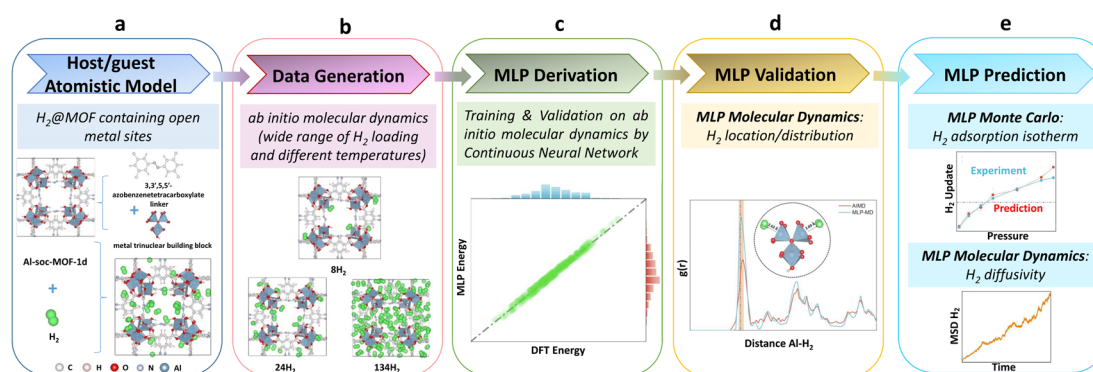 a
Host/guest
Atomistic Model
H₂@MOF containing open
metal sites
3,3',5,5'-
azobenzenetetracarboxylate
linker
+
metal trinuclear building block
Al-soc-MOF-1d
+
H₂
C H O N Al
b
Data Generation
ab initio molecular dynamics
(wide range of H₂ loading
and different temperatures)
8H₂
24H₂
134H₂
c
MLP Derivation
Training & Validation on ab
initio molecular dynamics by
Continuous Neural Network
MLP Energy
DFT Energy
d
MLP Validation
MLP Molecular Dynamics:
H₂ location/distribution
AIMD
MLP-MD
g(r)
Distance Al-H₂
e
MLP Prediction
MLP Monte Carlo:
H₂ adsorption isotherm
Experiment
Prediction
H₂ Update
Pressure
MLP Molecular Dynamics:
H₂ diffusivity
MSD H₂
Time